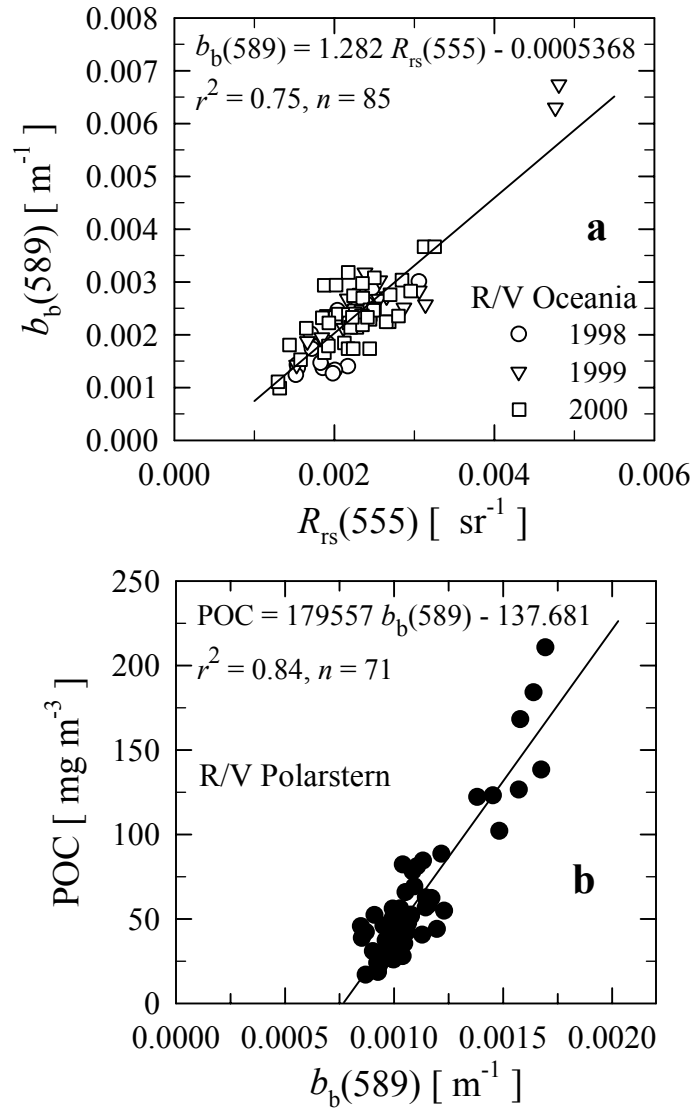 0.008
0.007
0.006
0.005
0.004
0.003
0.002
0.001
0.000
b_b(589) [ m^-1 ]
b_b(589) = 1.282 R_rs(555) - 0.0005368
r^2 = 0.75, n = 85
a
R/V Oceania
1998
1999
2000
0.000 0.002 0.004 0.006
R_rs(555) [ sr^-1 ]
250
200
150
100
50
0
POC [ mg m^-3 ]
POC = 179557 b_b(589) - 137.681
r^2 = 0.84, n = 71
R/V Polarstern
b
0.0000 0.0005 0.0010 0.0015 0.0020
b_b(589) [ m^-1 ]